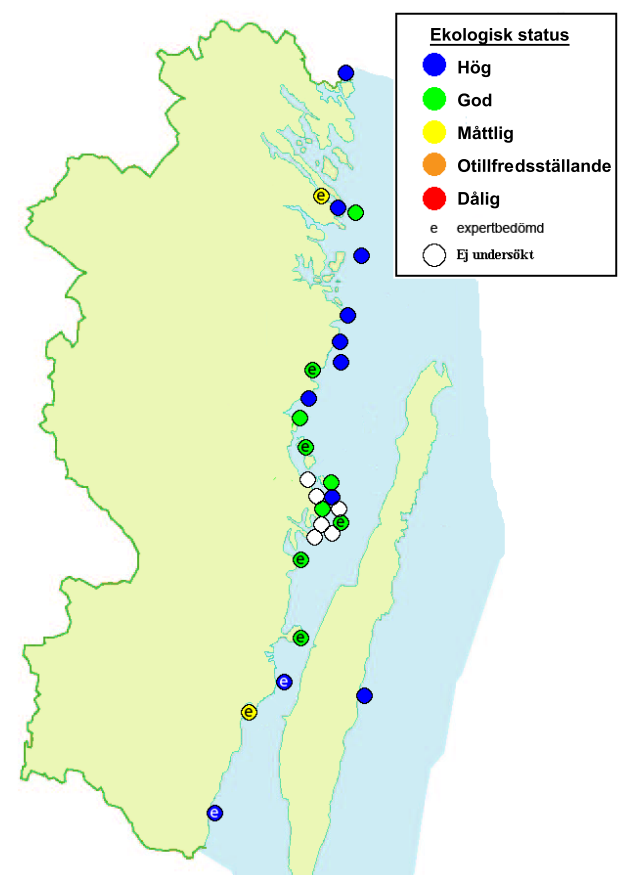 Ekologisk status
Hög
God
Måttlig
Otillfredsställande
Dålig
e expertbedömd
Ej undersökt
e
e
e
e
e
e
e
e
e